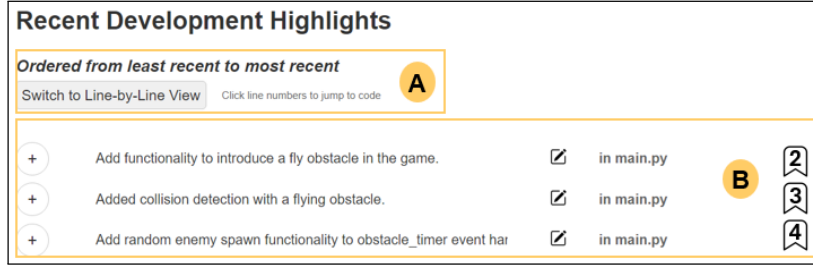 Recent Development Highlights
Ordered from least recent to most recent
Switch to Line-by-Line View Click line numbers to jump to code A
+ Add functionality to introduce a fly obstacle in the game. in main.py 2
+ Added collision detection with a flying obstacle. in main.py B 3
+ Add random enemy spawn functionality to obstacle_timer event har in main.py 4